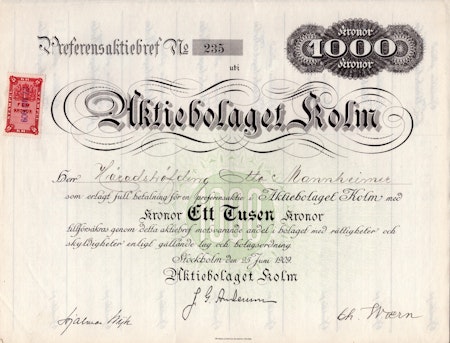 Preferensaktiebref No 235
Kronor
1000
Kronor
uti
Aktiebolaget Kolm
Herr Häradshöfding Otto Mannheimer
som erlagt full betalning för en preferensaktie i Aktiebolaget Kolm med
Kronor Ett Tusen Kronor
tillförsäkras genom detta aktiebref motsvarande andel i bolaget med rättigheter och
skyldigheter enligt gällande lag och bolagsordning.
Stockholm den 25 Juni 1909.
Aktiebolaget Kolm
J. G. Anderson
Hjalmar
Ch.